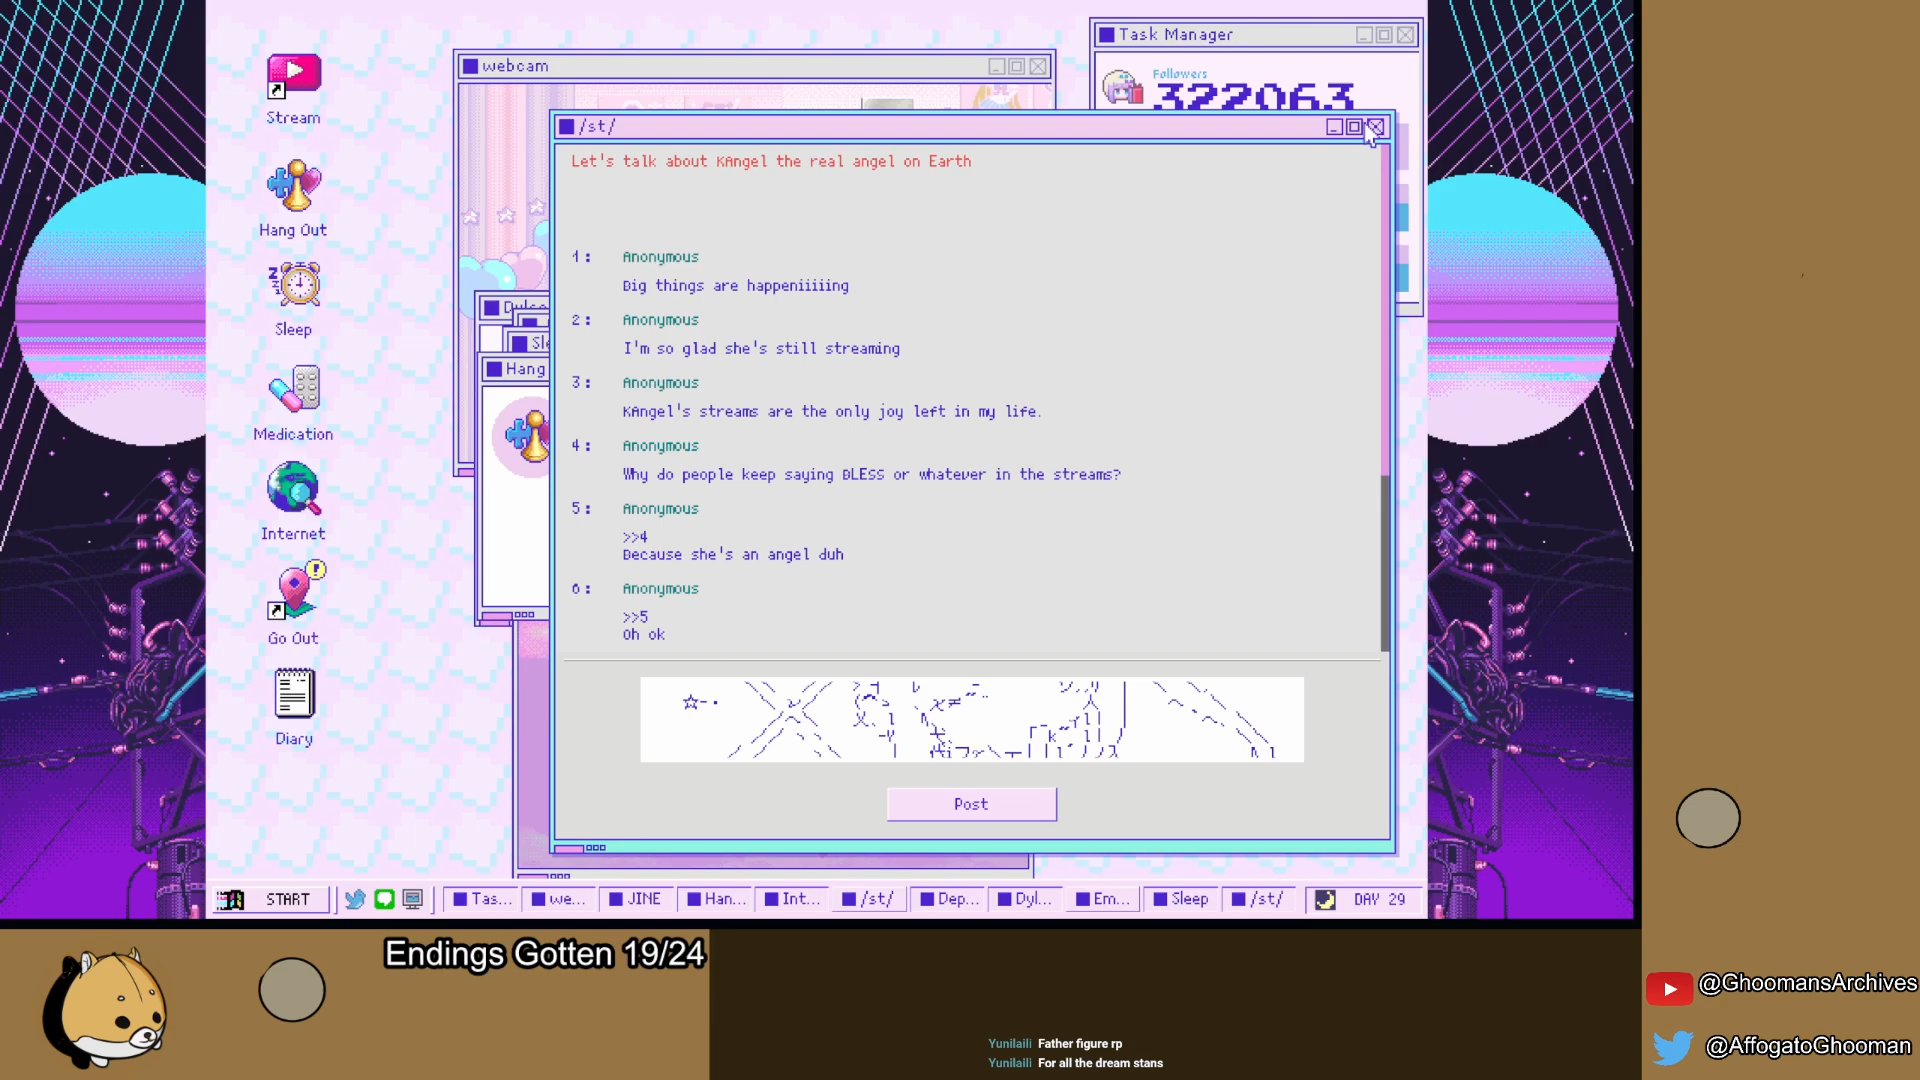 Stream
Hang Out
Sleep
Medication
Internet
Go Out
Diary
webcam
Task Manager
Followers
322063
/st/
Let's talk about KAngel the real angel on Earth
1: Anonymous
Big things are happeniiiiing
2: Anonymous
I'm so glad she's still streaming
3: Anonymous
KAngel's streams are the only joy left in my life.
4: Anonymous
Why do people keep saying BLESS or whatever in the streams?
5: Anonymous
>>4
Because she's an angel duh
6: Anonymous
>>5
Oh ok
Hang
Post
START
Tas...
we...
JINE
Han...
Int...
/st/
Dep...
Dyl...
Em...
Sleep
/st/
DAY 29
Endings Gotten 19/24
Yunilaili Father figure rp
Yunilaili For all the dream stans
@GhoomansArchives
@AffogatoGhooman